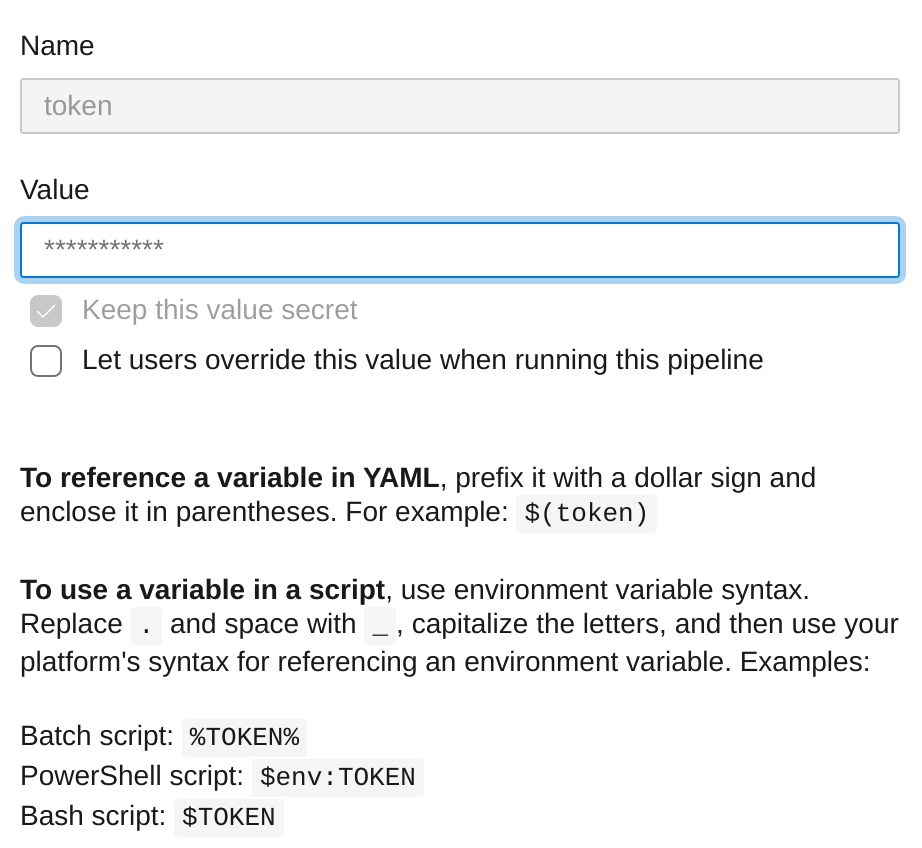 Name
token
Value
***********
Keep this value secret
Let users override this value when running this pipeline
To reference a variable in YAML, prefix it with a dollar sign and
enclose it in parentheses. For example: $(token)
To use a variable in a script, use environment variable syntax.
Replace . and space with _, capitalize the letters, and then use your
platform's syntax for referencing an environment variable. Examples:
Batch script: %TOKEN%
PowerShell script: $env:TOKEN
Bash script: $TOKEN